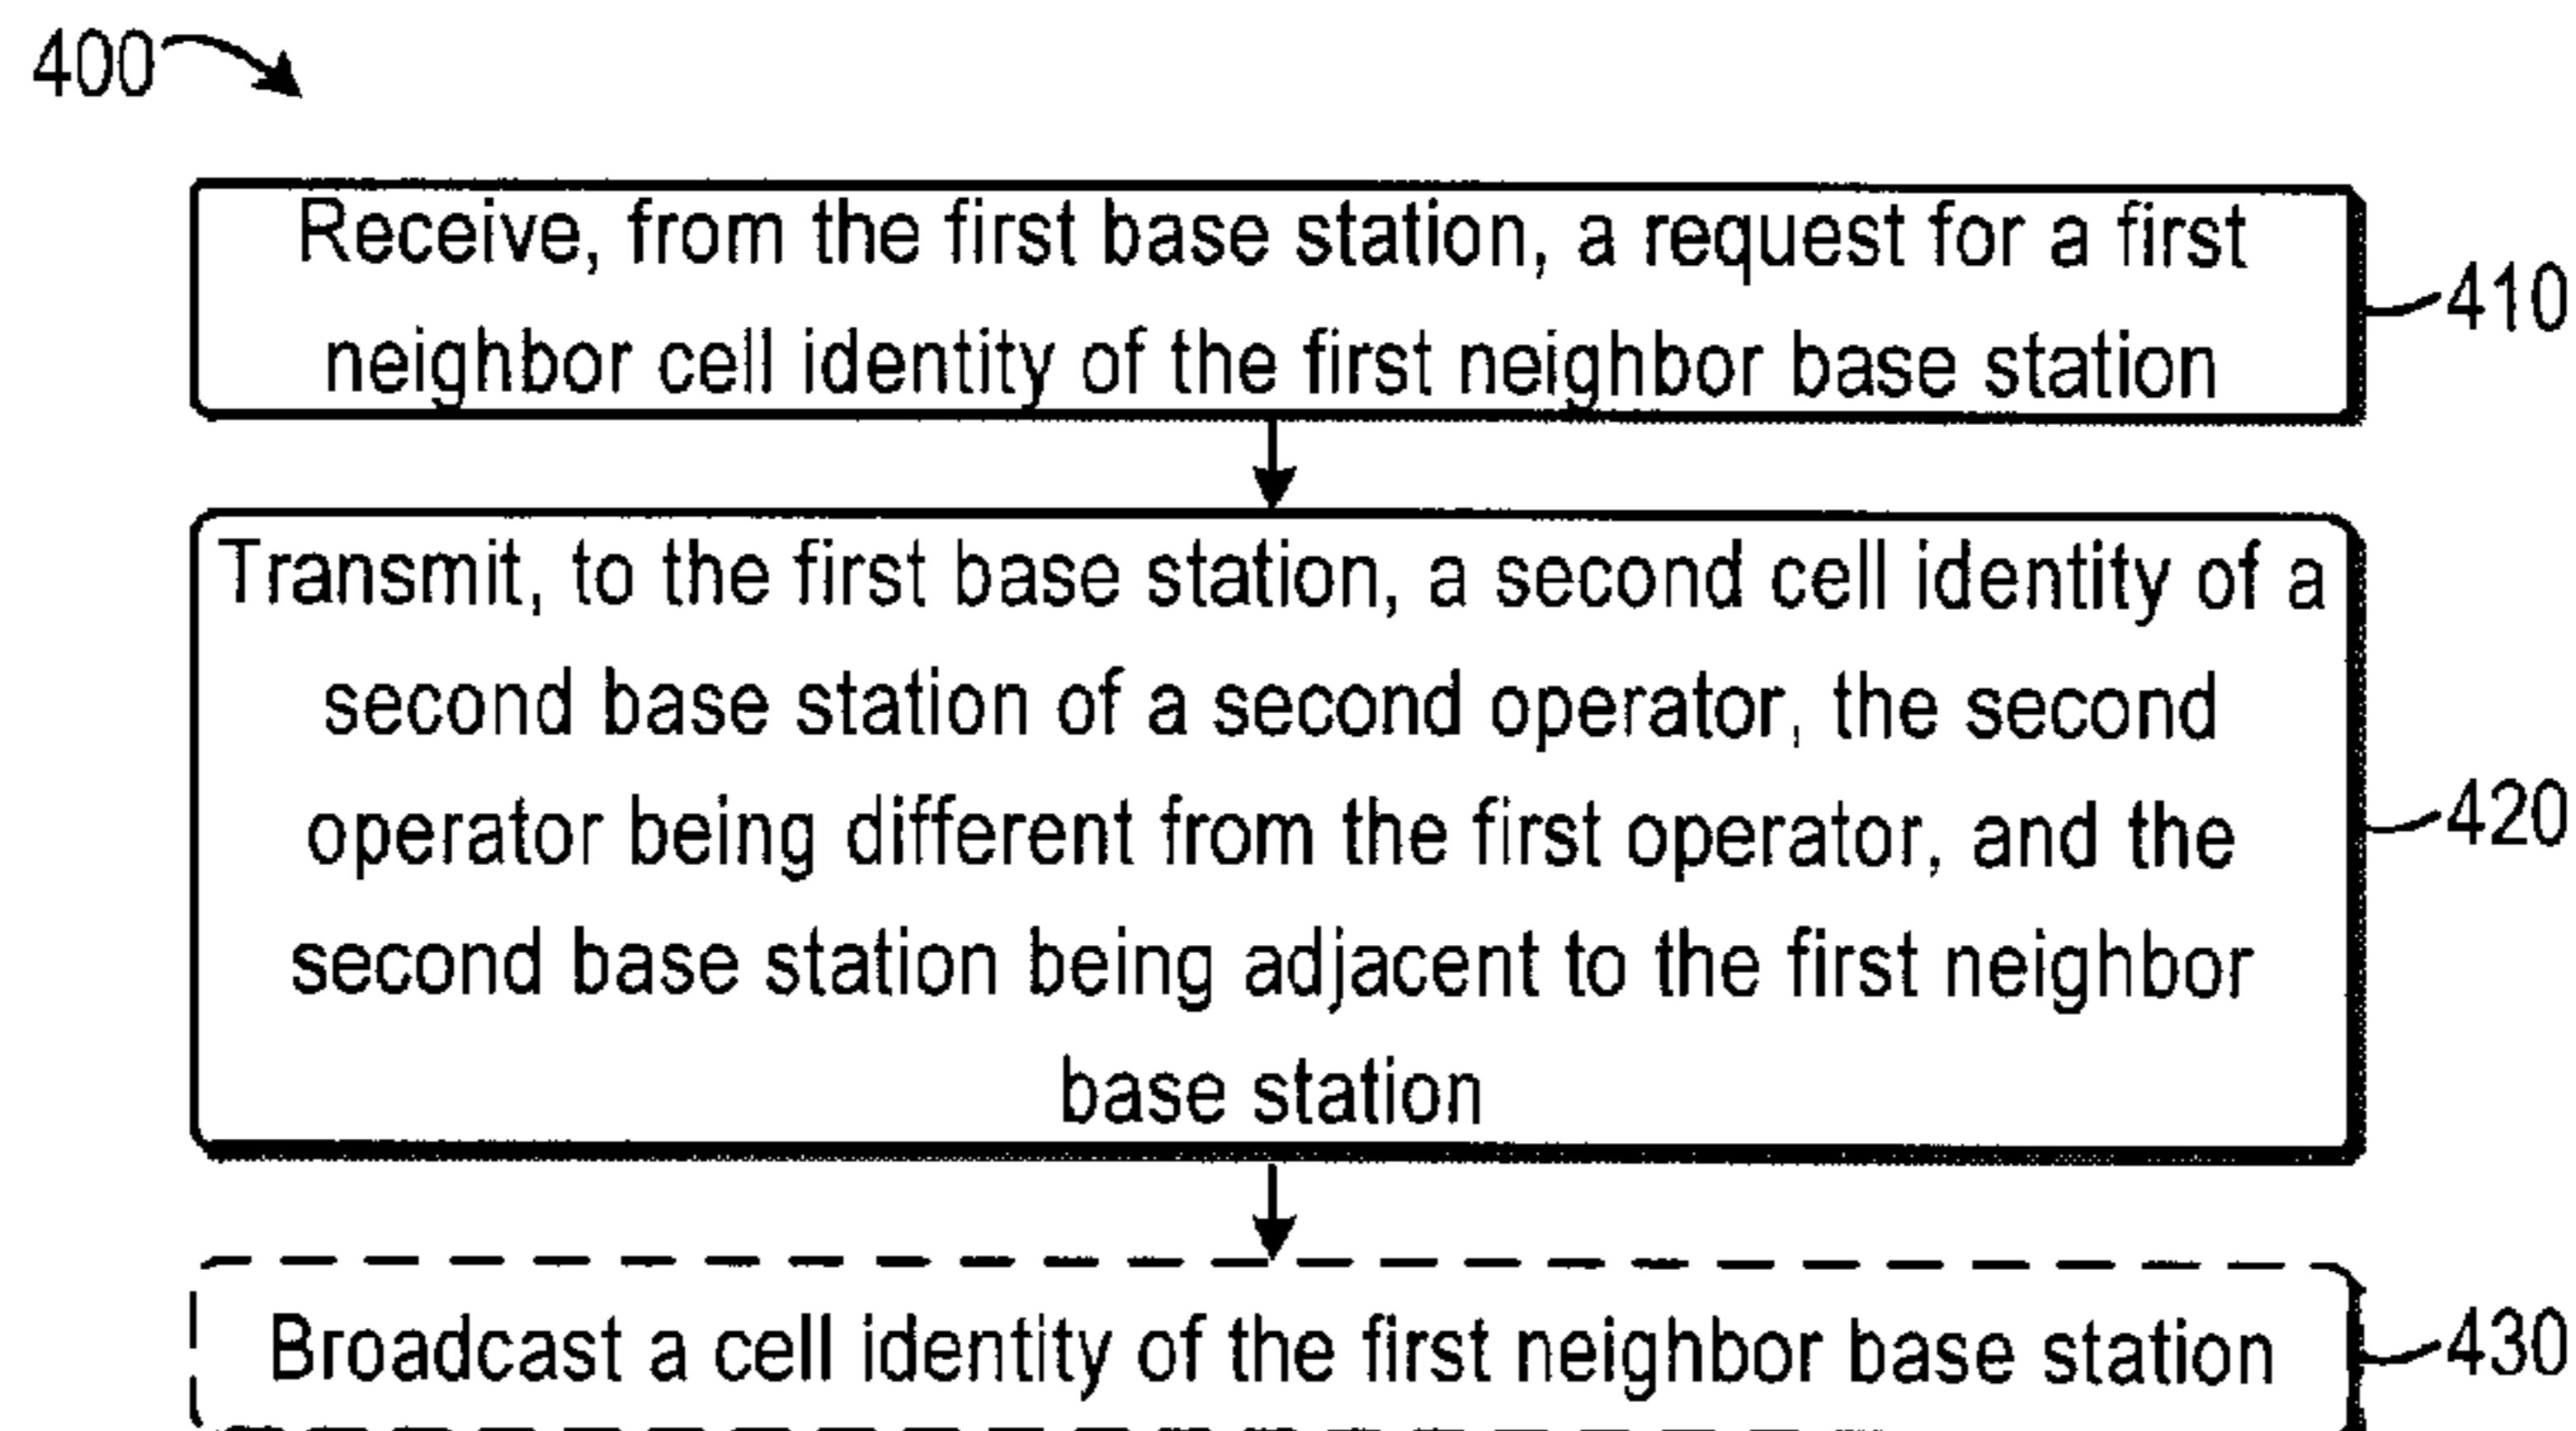 400
Receive, from the first base station, a request for a first
neighbor cell identity of the first neighbor base station
410
Transmit, to the first base station, a second cell identity of a
second base station of a second operator, the second
operator being different from the first operator, and the
second base station being adjacent to the first neighbor
base station
420
Broadcast a cell identity of the first neighbor base station
430